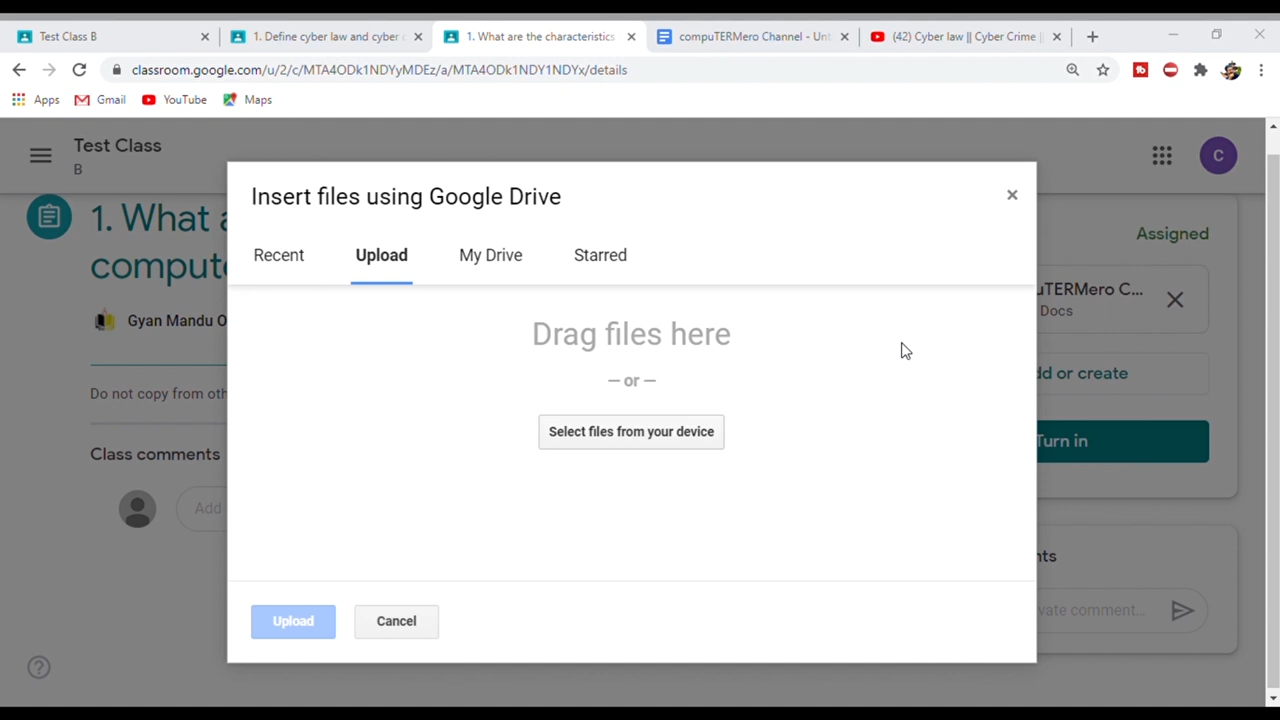 Test Class B
1. Define cyber law and cyber c
1. What are the characteristics
compuTERMero Channel - Unt
(42) Cyber law || Cyber Crime ||
classroom.google.com/u/2/c/MTA4ODk1NDYyMDEz/a/MTA4ODk1NDY1NDYx/details
Apps
Gmail
YouTube
Maps
Test Class
B
C
Insert files using Google Drive
Recent
Upload
My Drive
Starred
1. What a
compute
Assigned
uTERMero C...
Docs
Gyan Mandu O
Drag files here
— or —
dd or create
Do not copy from oth
Select files from your device
Turn in
Class comments
Add
nts
vate comment...
Upload
Cancel